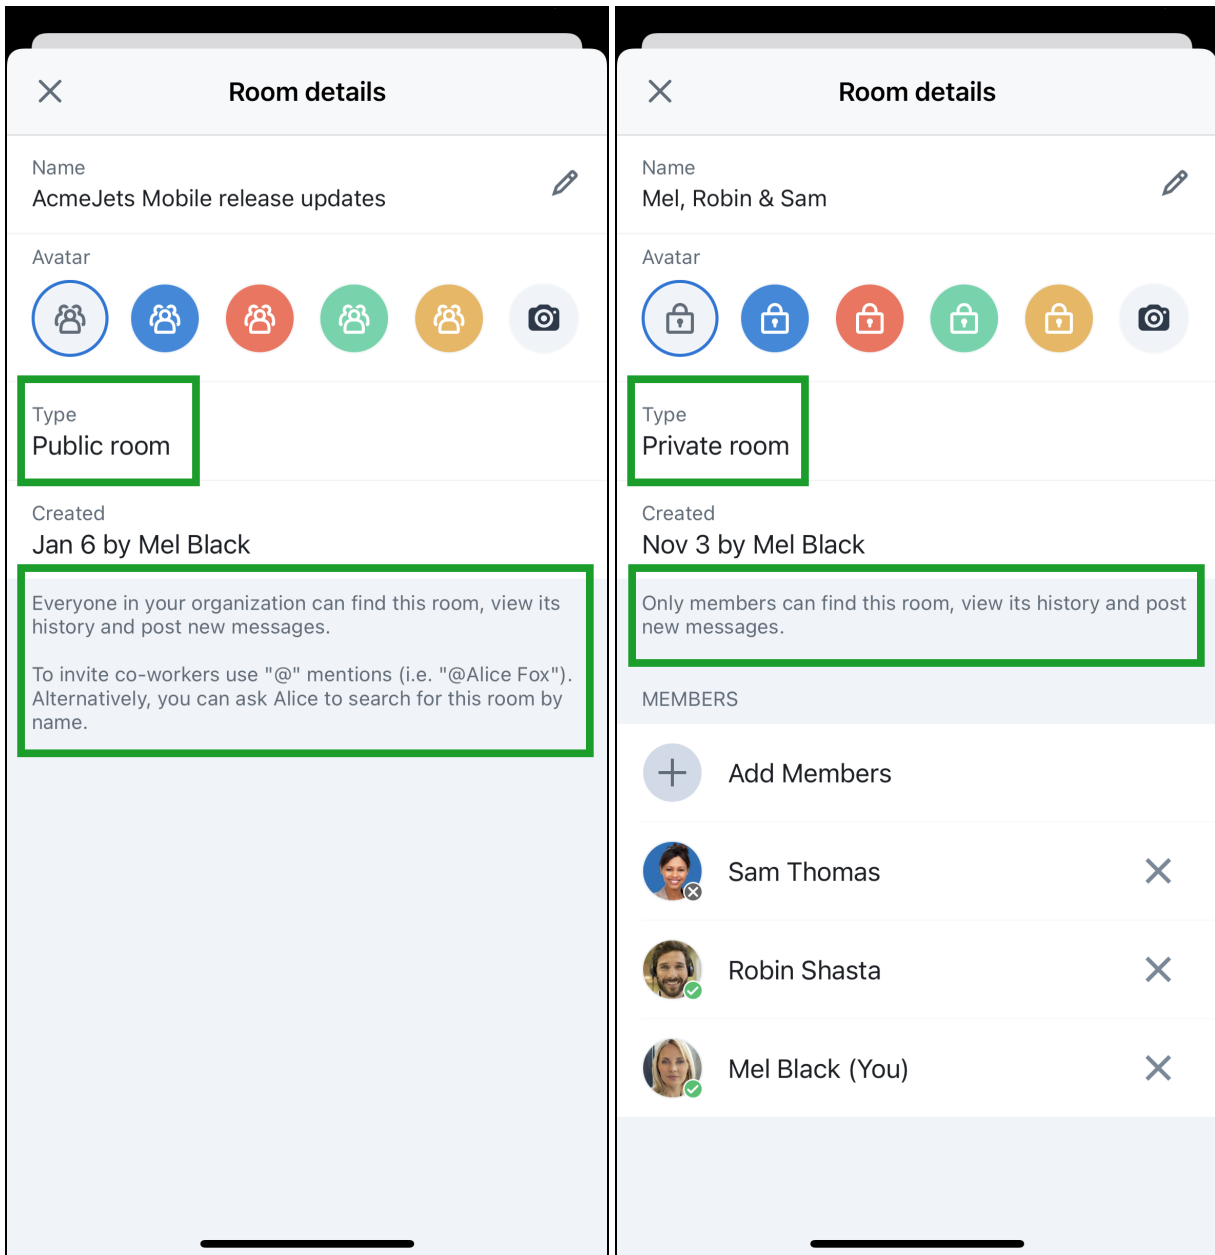 Room details
Name
AcmeJets Mobile release updates
Avatar
Type
Public room
Created
Jan 6 by Mel Black
Everyone in your organization can find this room, view its
history and post new messages.
To invite co-workers use "@" mentions (i.e. "@Alice Fox").
Alternatively, you can ask Alice to search for this room by
name.
Room details
Name
Mel, Robin & Sam
Avatar
Type
Private room
Created
Nov 3 by Mel Black
Only members can find this room, view its history and post
new messages.
MEMBERS
Add Members
Sam Thomas
Robin Shasta
Mel Black (You)